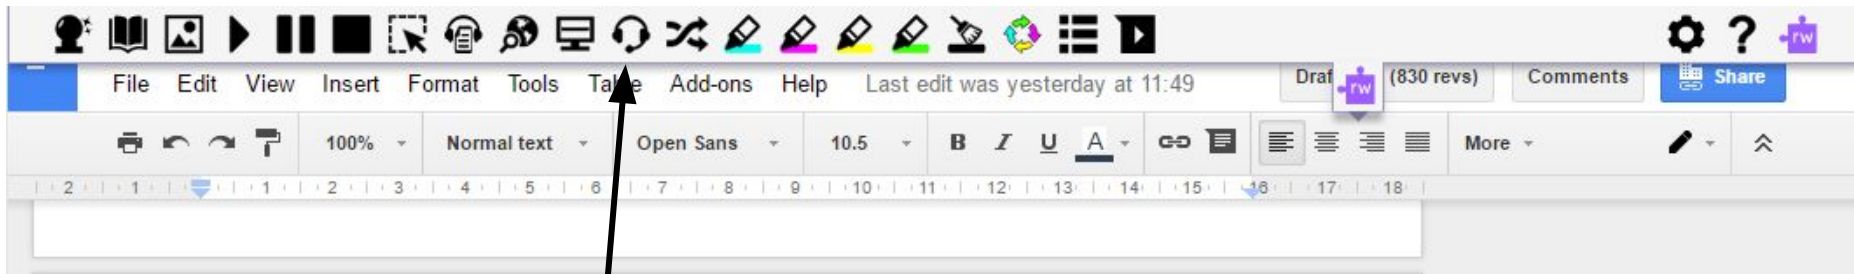 rw
File Edit View Insert Format Tools Table Add-ons Help Last edit was yesterday at 11:49 Draf rw (830 revs) Comments Share
100% Normal text Open Sans 10.5 B I U A More
2 1 1 2 3 4 5 6 7 8 9 10 11 12 13 14 15 16 17 18